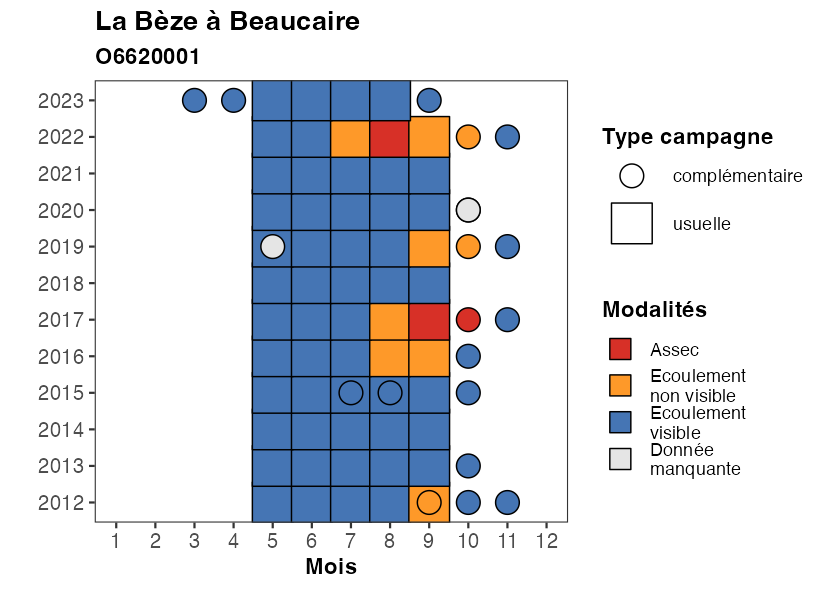 La Bèze à Beaucaire
O6620001
2023
2022
2021
2020
2019
2018
2017
2016
2015
2014
2013
2012
1 2 3 4 5 6 7 8 9 10 11 12
Mois
Type campagne
complémentaire
usuelle
Modalités
Assec
Ecoulement
non visible
Ecoulement
visible
Donnée
manquante